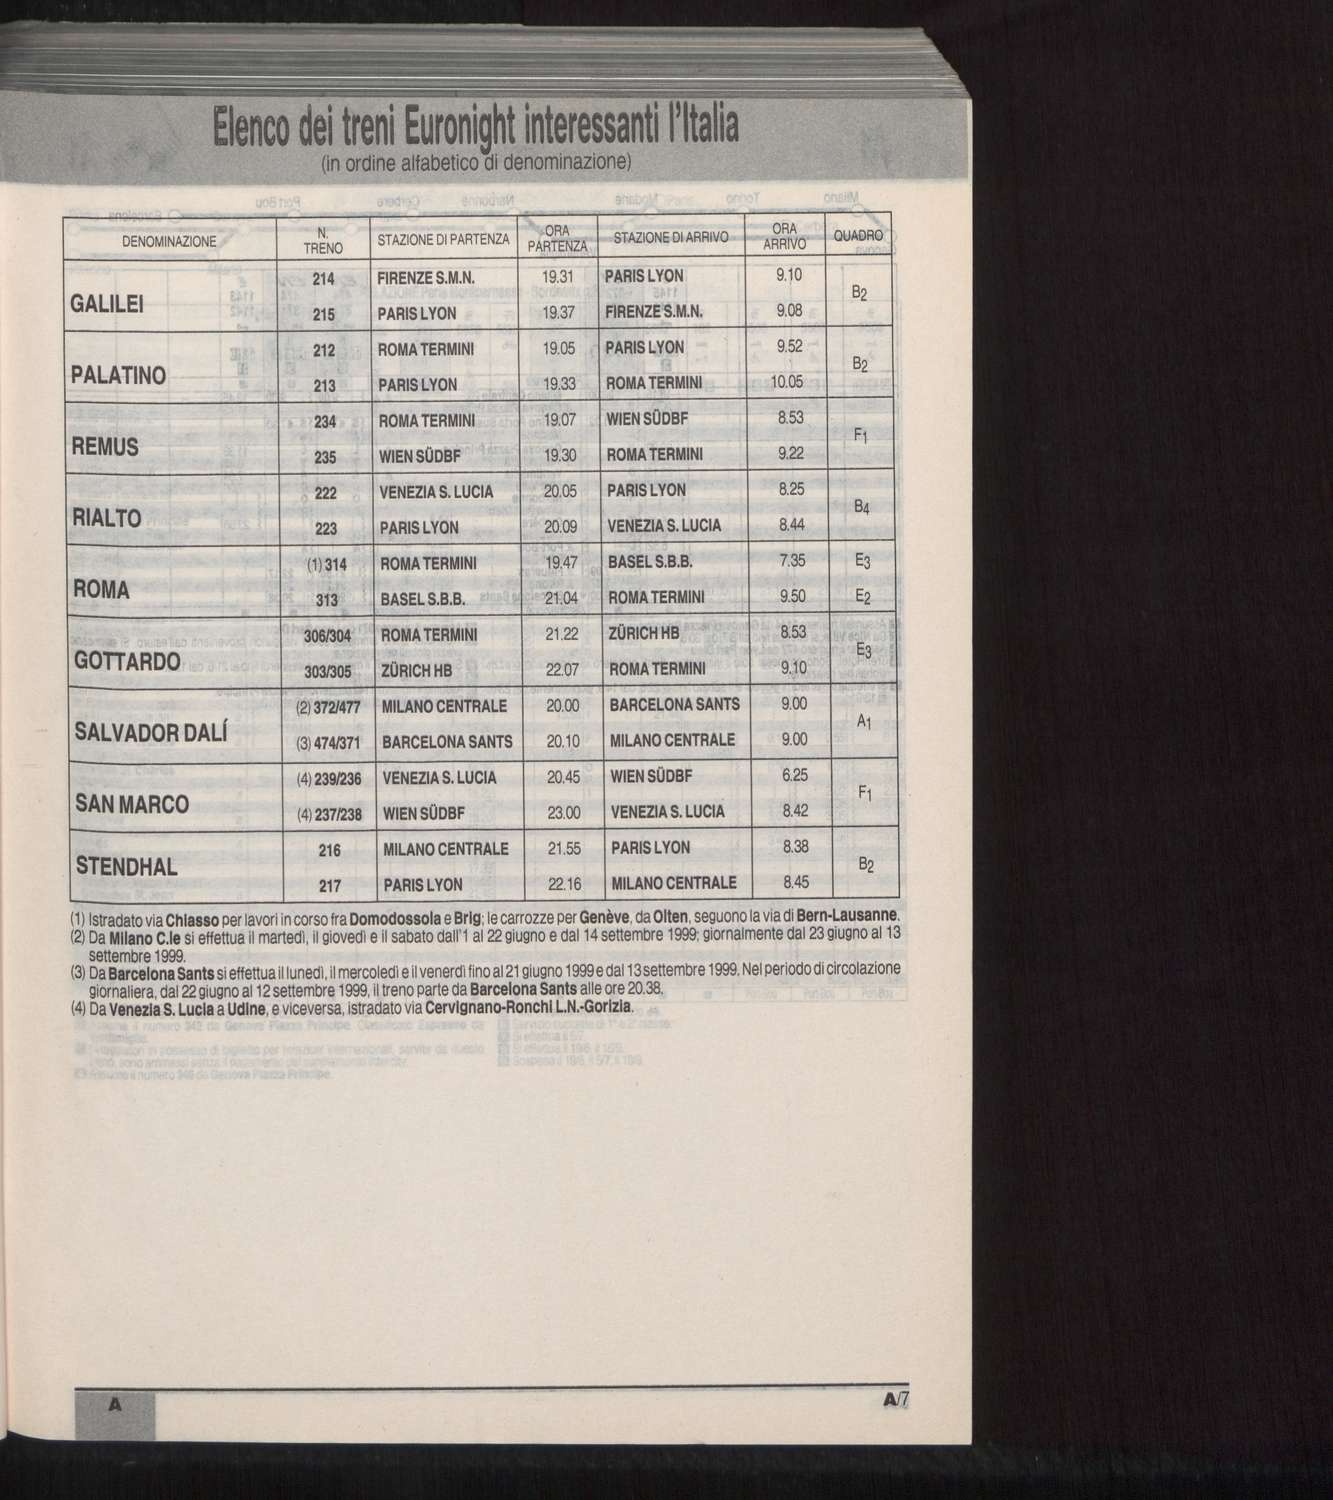 Elenco dei treni Euronight interessanti l'Italia
(in ordine alfabetico di denominazione)
DENOMINAZIONE N. TRENO STAZIONE DI PARTENZA ORA PARTENZA STAZIONE DI ARRIVO ORA ARRIVO QUADRO
GALILEI 214 FIRENZE S.M.N. 19.31 PARIS LYON 9.10 B2
215 PARIS LYON 19.37 FIRENZE S.M.N. 9.08
PALATINO 212 ROMA TERMINI 19.05 PARIS LYON 9.52 B2
213 PARIS LYON 19.33 ROMA TERMINI 10.05
REMUS 234 ROMA TERMINI 19.07 WIEN SÜDBF 8.53 F1
235 WIEN SÜDBF 19.30 ROMA TERMINI 9.22
RIALTO 222 VENEZIA S. LUCIA 20.05 PARIS LYON 8.25 B4
223 PARIS LYON 20.09 VENEZIA S. LUCIA 8.44
ROMA (1) 314 ROMA TERMINI 19.47 BASEL S.B.B. 7.35 E3
313 BASEL S.B.B. 21.04 ROMA TERMINI 9.50 E2
GOTTARDO 306/304 ROMA TERMINI 21.22 ZÜRICH HB 8.53 E3
303/305 ZÜRICH HB 22.07 ROMA TERMINI 9.10
SALVADOR DALÍ (2) 372/477 MILANO CENTRALE 20.00 BARCELONA SANTS 9.00 A1
(3) 474/371 BARCELONA SANTS 20.10 MILANO CENTRALE 9.00
SAN MARCO (4) 239/236 VENEZIA S. LUCIA 20.45 WIEN SÜDBF 6.25 F1
(4) 237/238 WIEN SÜDBF 23.00 VENEZIA S. LUCIA 8.42
STENDHAL 216 MILANO CENTRALE 21.55 PARIS LYON 8.38 B2
217 PARIS LYON 22.16 MILANO CENTRALE 8.45
(1) Istradato via Chiasso per lavori in corso fra Domodossola e Brig; le carrozze per Genève, da Olten, seguono la via di Bern-Lausanne.
(2) Da Milano C.le si effettua il martedì, il giovedì e il sabato dall'1 al 22 giugno e dal 14 settembre 1999; giornalmente dal 23 giugno al 13
settembre 1999.
(3) Da Barcelona Sants si effettua il lunedì, il mercoledì e il venerdì fino al 21 giugno 1999 e dal 13 settembre 1999. Nel periodo di circolazione
giornaliera, dal 22 giugno al 12 settembre 1999, il treno parte da Barcelona Sants alle ore 20.38.
(4) Da Venezia S. Lucia a Udine, e viceversa, istradato via Cervignano-Ronchi L.N.-Gorizia.
A A/7